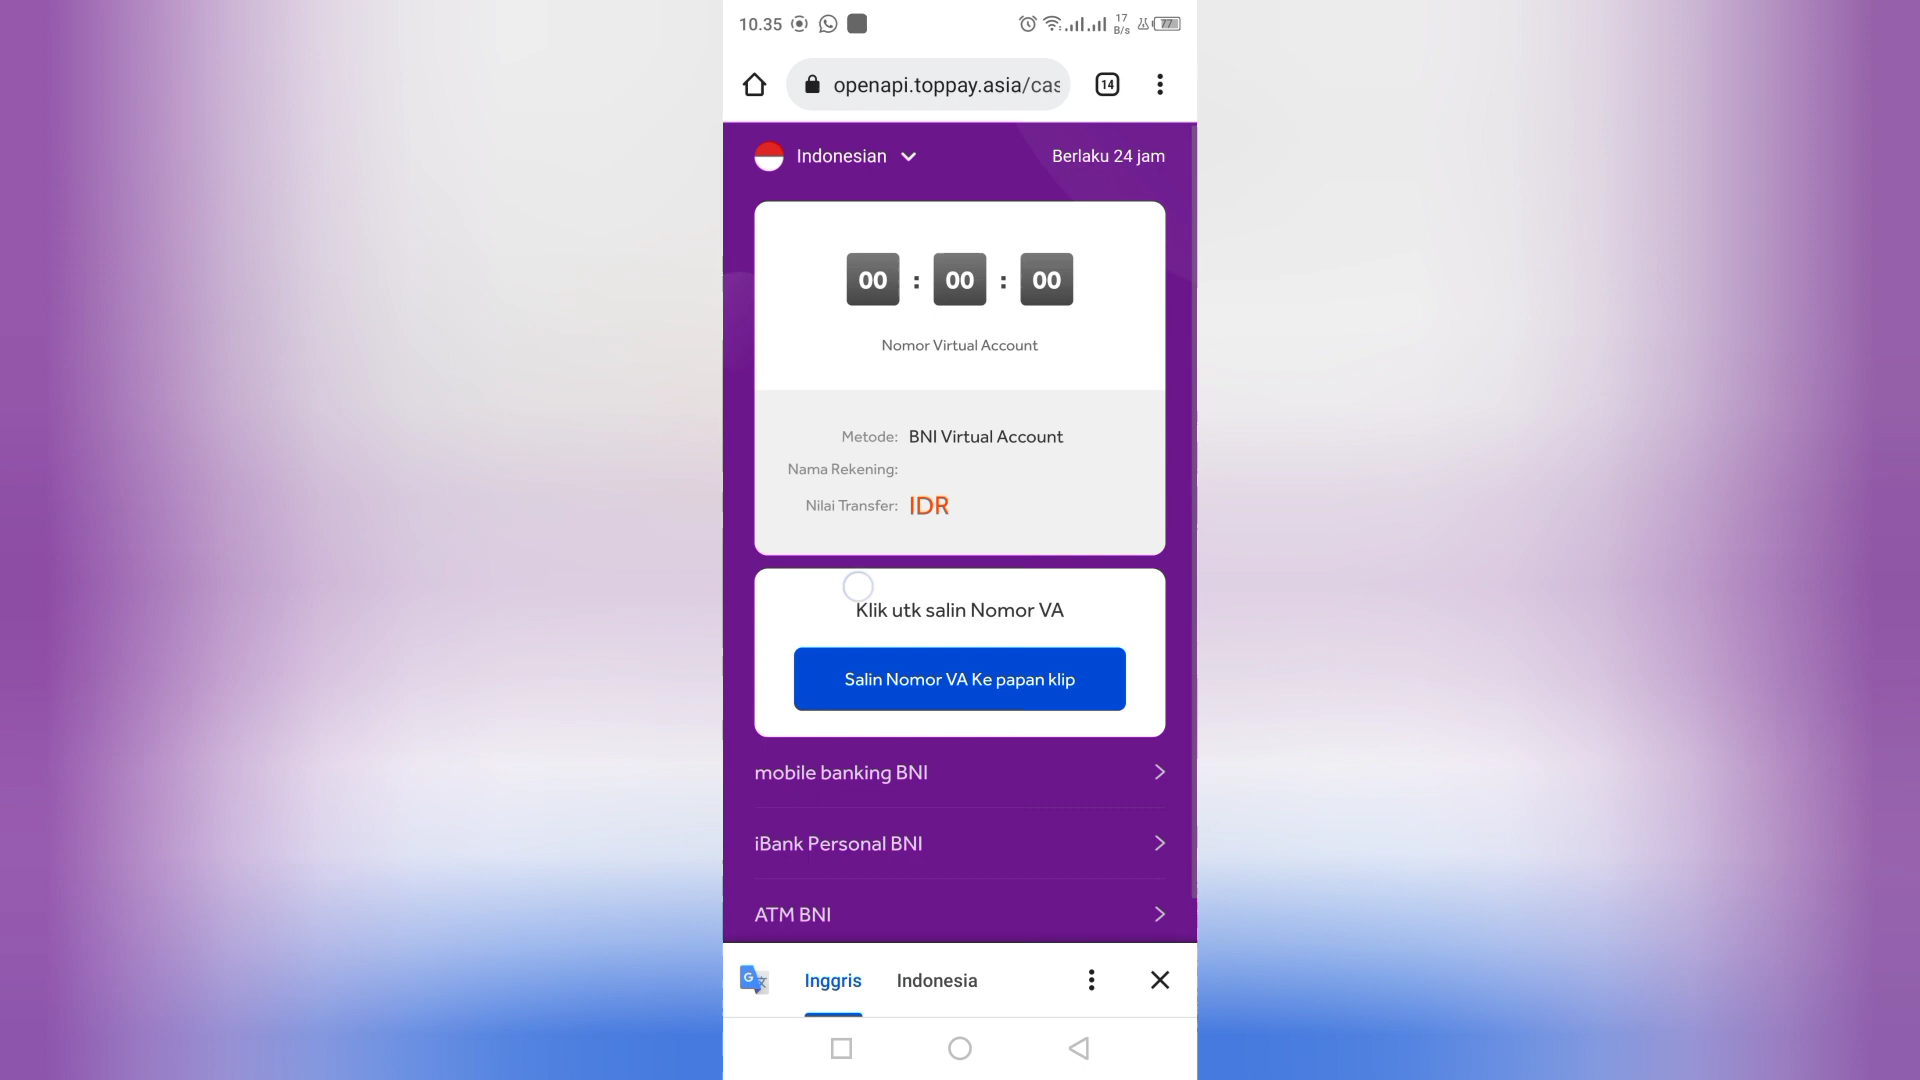 10.35
17
B/s
77
openapi.toppay.asia/cas
14
Indonesian
Berlaku 24 jam
00 : 00 : 00
Nomor Virtual Account
Metode: BNI Virtual Account
Nama Rekening:
Nilai Transfer: IDR
Klik utk salin Nomor VA
Salin Nomor VA Ke papan klip
mobile banking BNI
iBank Personal BNI
ATM BNI
G 文
Inggris
Indonesia